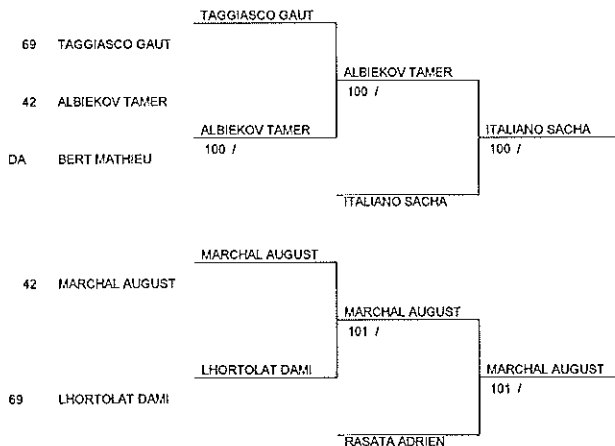 TAGGIASCO GAUT
69 TAGGIASCO GAUT
ALBIEKOV TAMER
100 /
42 ALBIEKOV TAMER
ALBIEKOV TAMER
100 /
ITALIANO SACHA
100 /
DA BERT MATHIEU
ITALIANO SACHA
MARCHAL AUGUST
42 MARCHAL AUGUST
MARCHAL AUGUST
101 /
LHORTOLAT DAMI
MARCHAL AUGUST
101 /
69 LHORTOLAT DAMI
RASATA ADRIEN